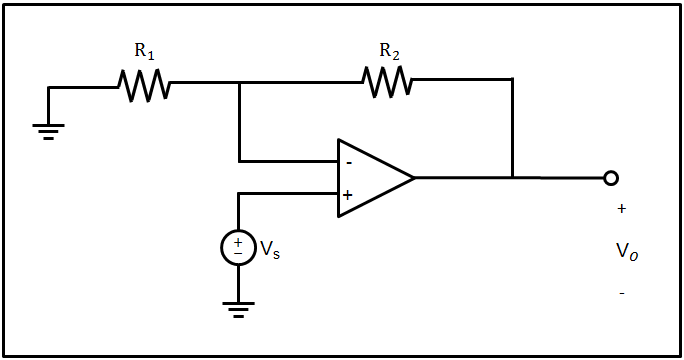 R₁ R₂
-
+
+
−
Vₛ
+
Vₒ
-